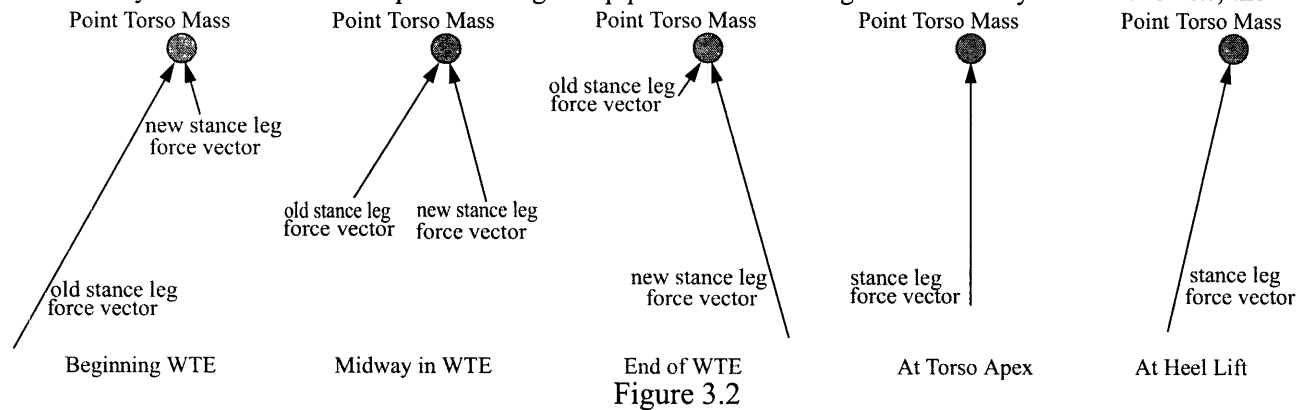 Point Torso Mass
Point Torso Mass
Point Torso Mass
Point Torso Mass
Point Torso Mass
new stance leg
force vector
old stance leg
force vector
Beginning WTE
old stance leg
force vector
new stance leg
force vector
Midway in WTE
old stance leg
force vector
new stance leg
force vector
End of WTE
stance leg
force vector
At Torso Apex
stance leg
force vector
At Heel Lift
Figure 3.2